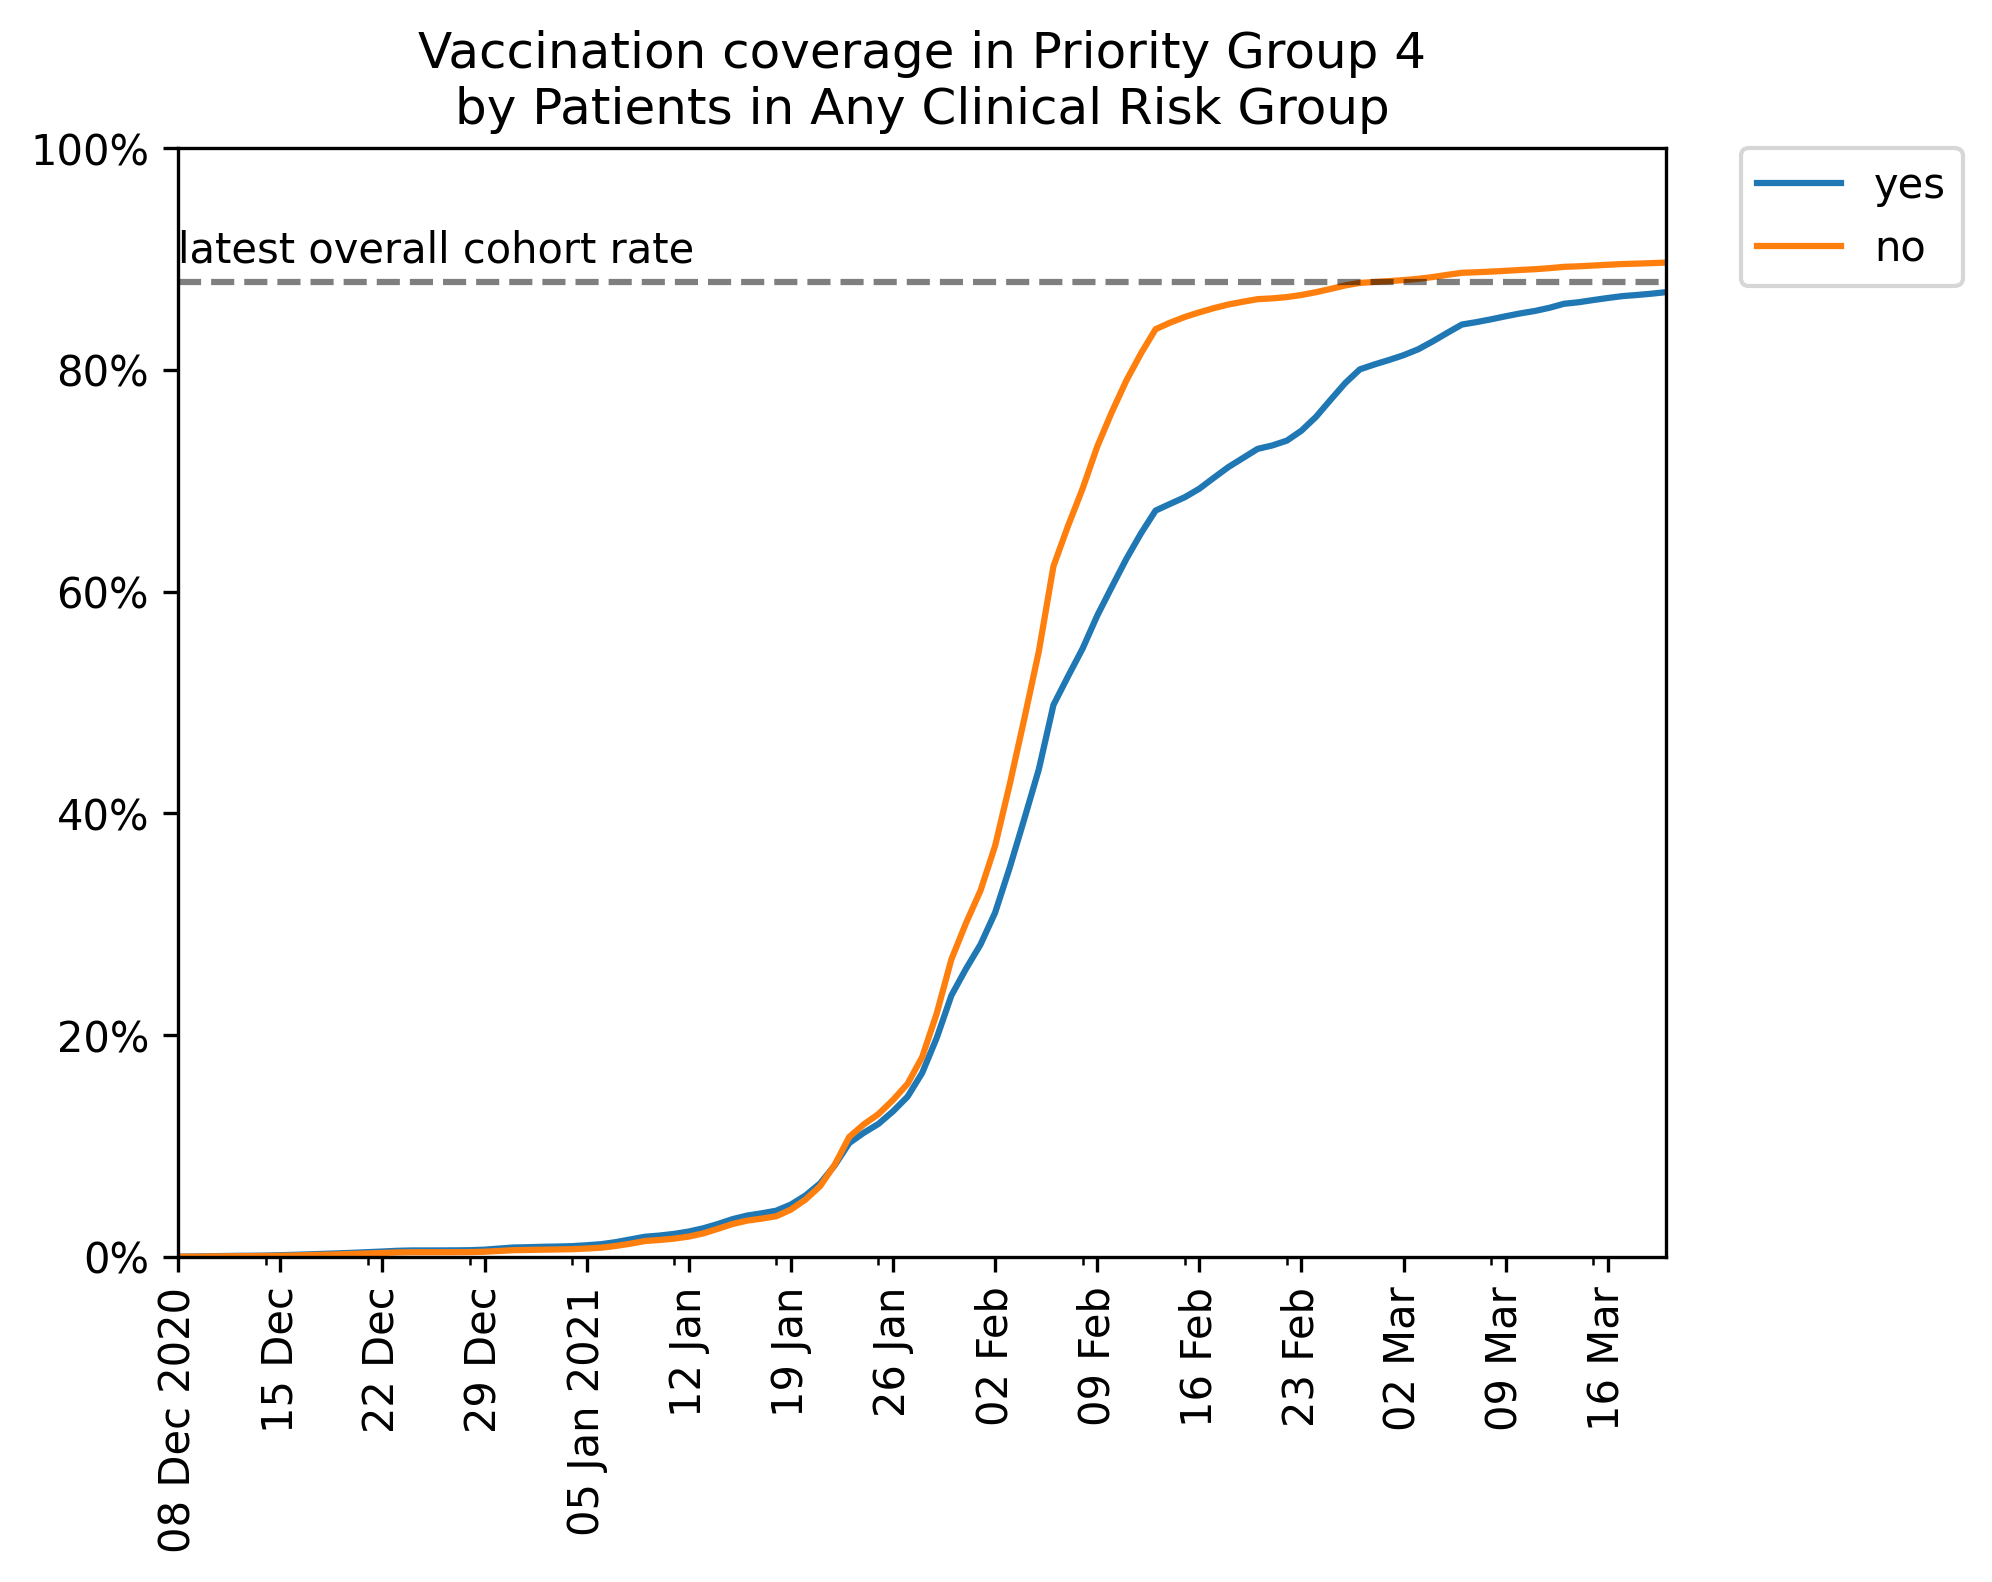 Vaccination coverage in Priority Group 4
by Patients in Any Clinical Risk Group
100%
80%
60%
40%
20%
0%
latest overall cohort rate
yes
no
08 Dec 2020
15 Dec
22 Dec
29 Dec
05 Jan 2021
12 Jan
19 Jan
26 Jan
02 Feb
09 Feb
16 Feb
23 Feb
02 Mar
09 Mar
16 Mar